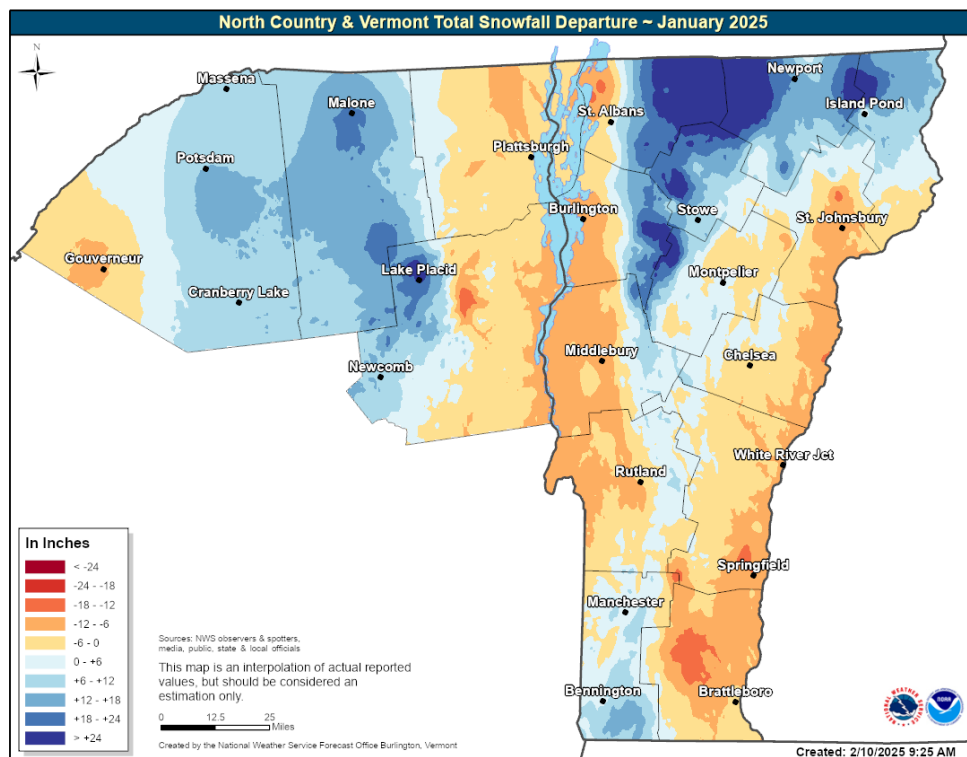 North Country & Vermont Total Snowfall Departure ~ January 2025
N
Massena
Malone
Newport
Island Pond
St. Albans
Plattsburgh
Potsdam
Burlington
Stowe
St. Johnsbury
Gouverneur
Lake Placid
Montpelier
Cranberry Lake
Middlebury
Chelsea
Newcomb
White River Jct
Rutland
Springfield
Manchester
Bennington
Brattleboro
In Inches
< -24
-24 - -18
-18 - -12
-12 - -6
-6 - 0
0 - +6
+6 - +12
+12 - +18
+18 - +24
> +24
Sources: NWS observers & spotters,
media, public, state & local officials
This map is an interpolation of actual reported
values, but should be considered an
estimation only.
0 12.5 25
Miles
Created by the National Weather Service Forecast Office Burlington, Vermont
NOAA
Created: 2/10/2025 9:25 AM